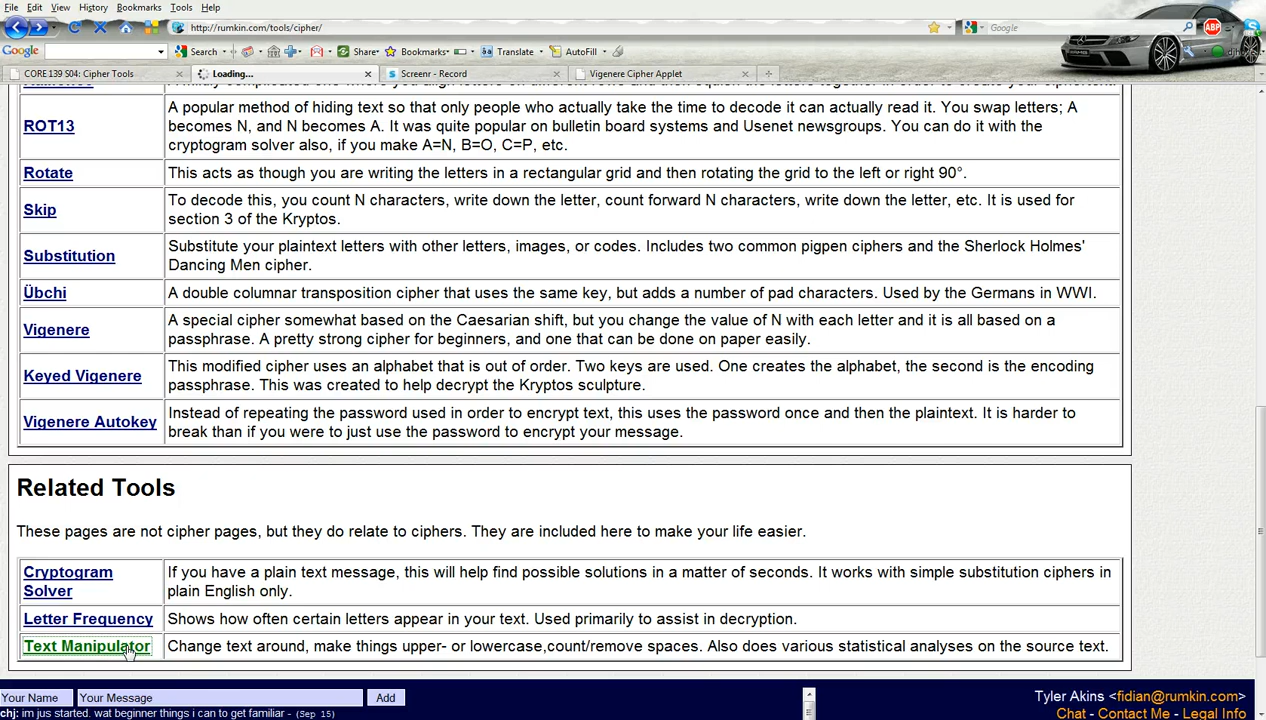 File Edit View History Bookmarks Tools Help
http://rumkin.com/tools/cipher/
Google
Google Search Share Bookmarks Translate AutoFill
CORE 139 S04: Cipher Tools Loading... Screenr - Record Vigenere Cipher Applet
ROT13
A popular method of hiding text so that only people who actually take the time to decode it can actually read it. You swap letters; A
becomes N, and N becomes A. It was quite popular on bulletin board systems and Usenet newsgroups. You can do it with the
cryptogram solver also, if you make A=N, B=O, C=P, etc.
Rotate This acts as though you are writing the letters in a rectangular grid and then rotating the grid to the left or right 90°.
Skip
To decode this, you count N characters, write down the letter, count forward N characters, write down the letter, etc. It is used for
section 3 of the Kryptos.
Substitution
Substitute your plaintext letters with other letters, images, or codes. Includes two common pigpen ciphers and the Sherlock Holmes'
Dancing Men cipher.
Übchi A double columnar transposition cipher that uses the same key, but adds a number of pad characters. Used by the Germans in WWI.
Vigenere
A special cipher somewhat based on the Caesarian shift, but you change the value of N with each letter and it is all based on a
passphrase. A pretty strong cipher for beginners, and one that can be done on paper easily.
Keyed Vigenere
This modified cipher uses an alphabet that is out of order. Two keys are used. One creates the alphabet, the second is the encoding
passphrase. This was created to help decrypt the Kryptos sculpture.
Vigenere Autokey
Instead of repeating the password used in order to encrypt text, this uses the password once and then the plaintext. It is harder to
break than if you were to just use the password to encrypt your message.
Related Tools
These pages are not cipher pages, but they do relate to ciphers. They are included here to make your life easier.
Cryptogram
Solver
If you have a plain text message, this will help find possible solutions in a matter of seconds. It works with simple substitution ciphers in
plain English only.
Letter Frequency Shows how often certain letters appear in your text. Used primarily to assist in decryption.
Text Manipulator Change text around, make things upper- or lowercase,count/remove spaces. Also does various statistical analyses on the source text.
Your Name Your Message Add
Tyler Akins <fidian@rumkin.com>
chj: im jus started. wat beginner things i can to get familiar - (Sep 15)
Chat - Contact Me - Legal Info